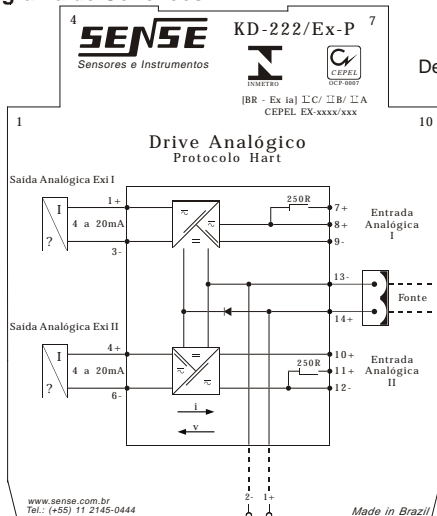 4
SENSE
Sensores e Instrumentos
KD-222/Ex-P
7
INMETRO
CEPEL
OCP-0007
De
[BR - Ex ia] IIC/ IIB/ IIA
CEPEL EX-xxxx/xxx
1
10
Drive Analógico
Protocolo Hart
Saída Analógica Exi I
I
?
1+
4 a 20mA
3-
250R
7+
8+
9-
Entrada
Analógica
I
13-
14+
Fonte
Saída Analógica Exi II
I
?
4+
4 a 20mA
6-
250R
10+
11+
12-
Entrada
Analógica
II
i
v
2-
1+
www.sense.com.br
Tel.: (+55) 11 2145-0444
Made in Brazil